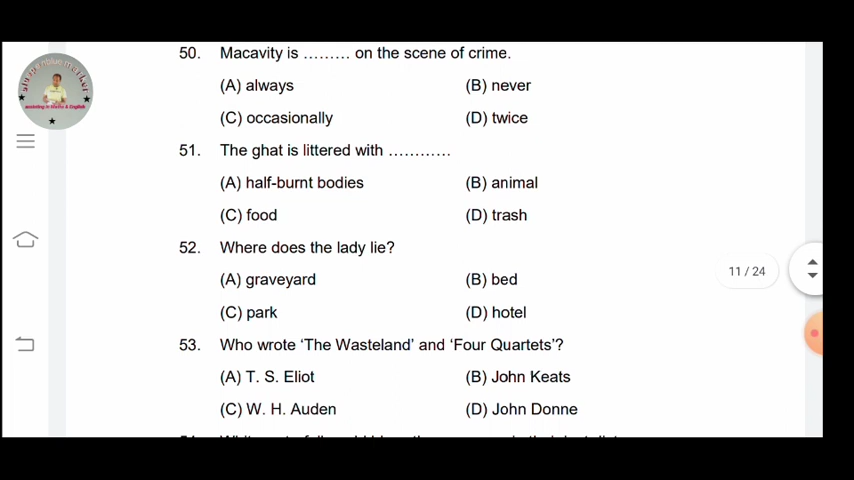 50. Macavity is ......... on the scene of crime.
(A) always (B) never
(C) occasionally (D) twice
51. The ghat is littered with ............
(A) half-burnt bodies (B) animal
(C) food (D) trash
52. Where does the lady lie?
(A) graveyard (B) bed
11 / 24
(C) park (D) hotel
53. Who wrote ‘The Wasteland’ and ‘Four Quartets’?
(A) T. S. Eliot (B) John Keats
(C) W. H. Auden (D) John Donne